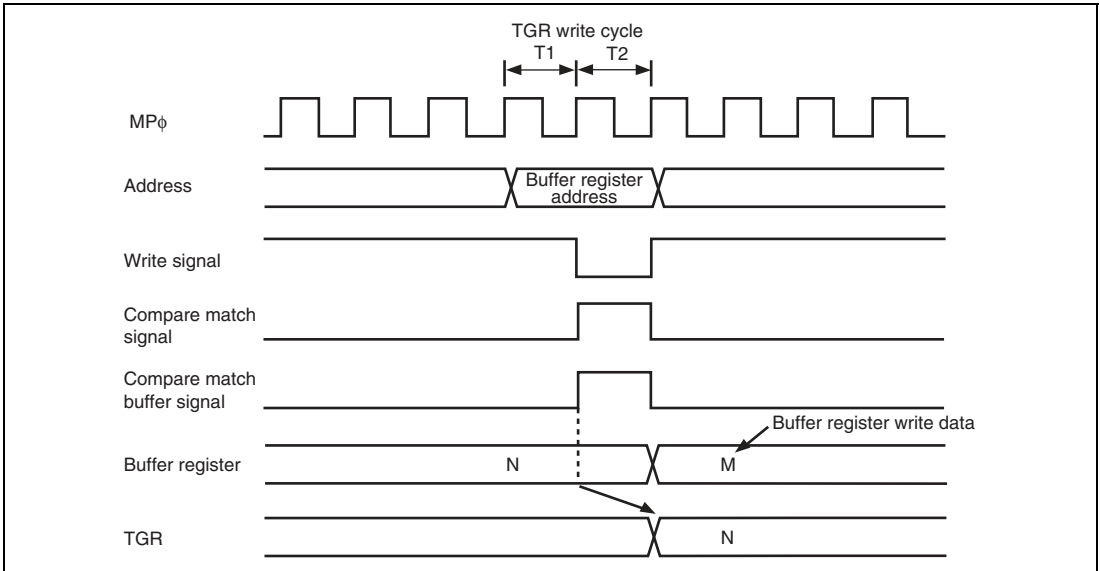 TGR write cycle
T1 T2
MPφ
Address
Buffer register
address
Write signal
Compare match
signal
Compare match
buffer signal
Buffer register write data
Buffer register
N M
TGR
N